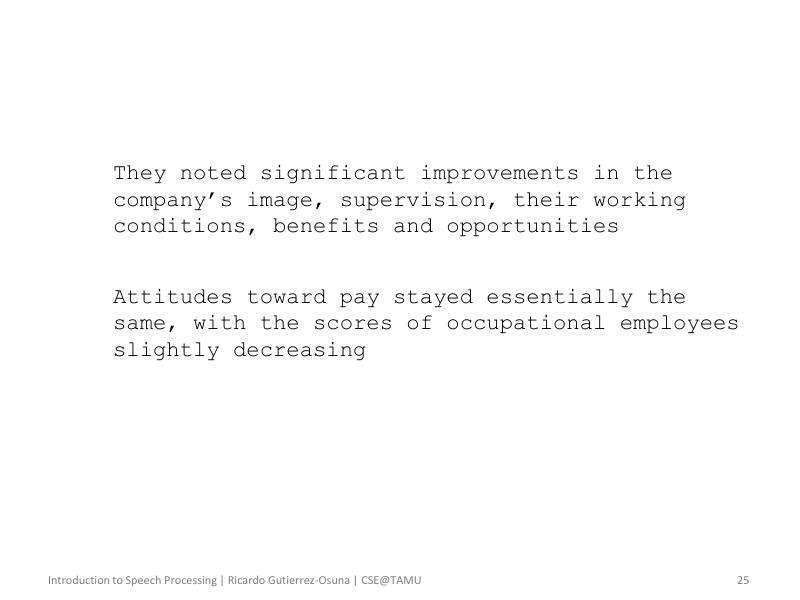 They noted significant improvements in the
company’s image, supervision, their working
conditions, benefits and opportunities
Attitudes toward pay stayed essentially the
same, with the scores of occupational employees
slightly decreasing
Introduction to Speech Processing | Ricardo Gutierrez-Osuna | CSE@TAMU
25